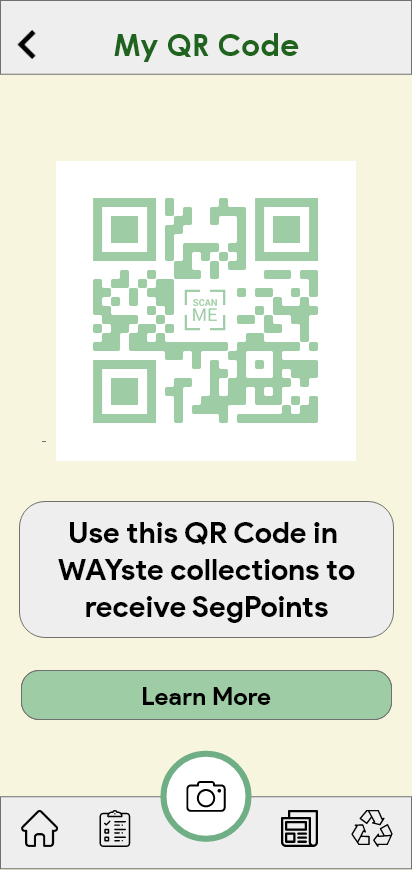 My QR Code
SCAN
ME
Use this QR Code in
WAYste collections to
receive SegPoints
Learn More